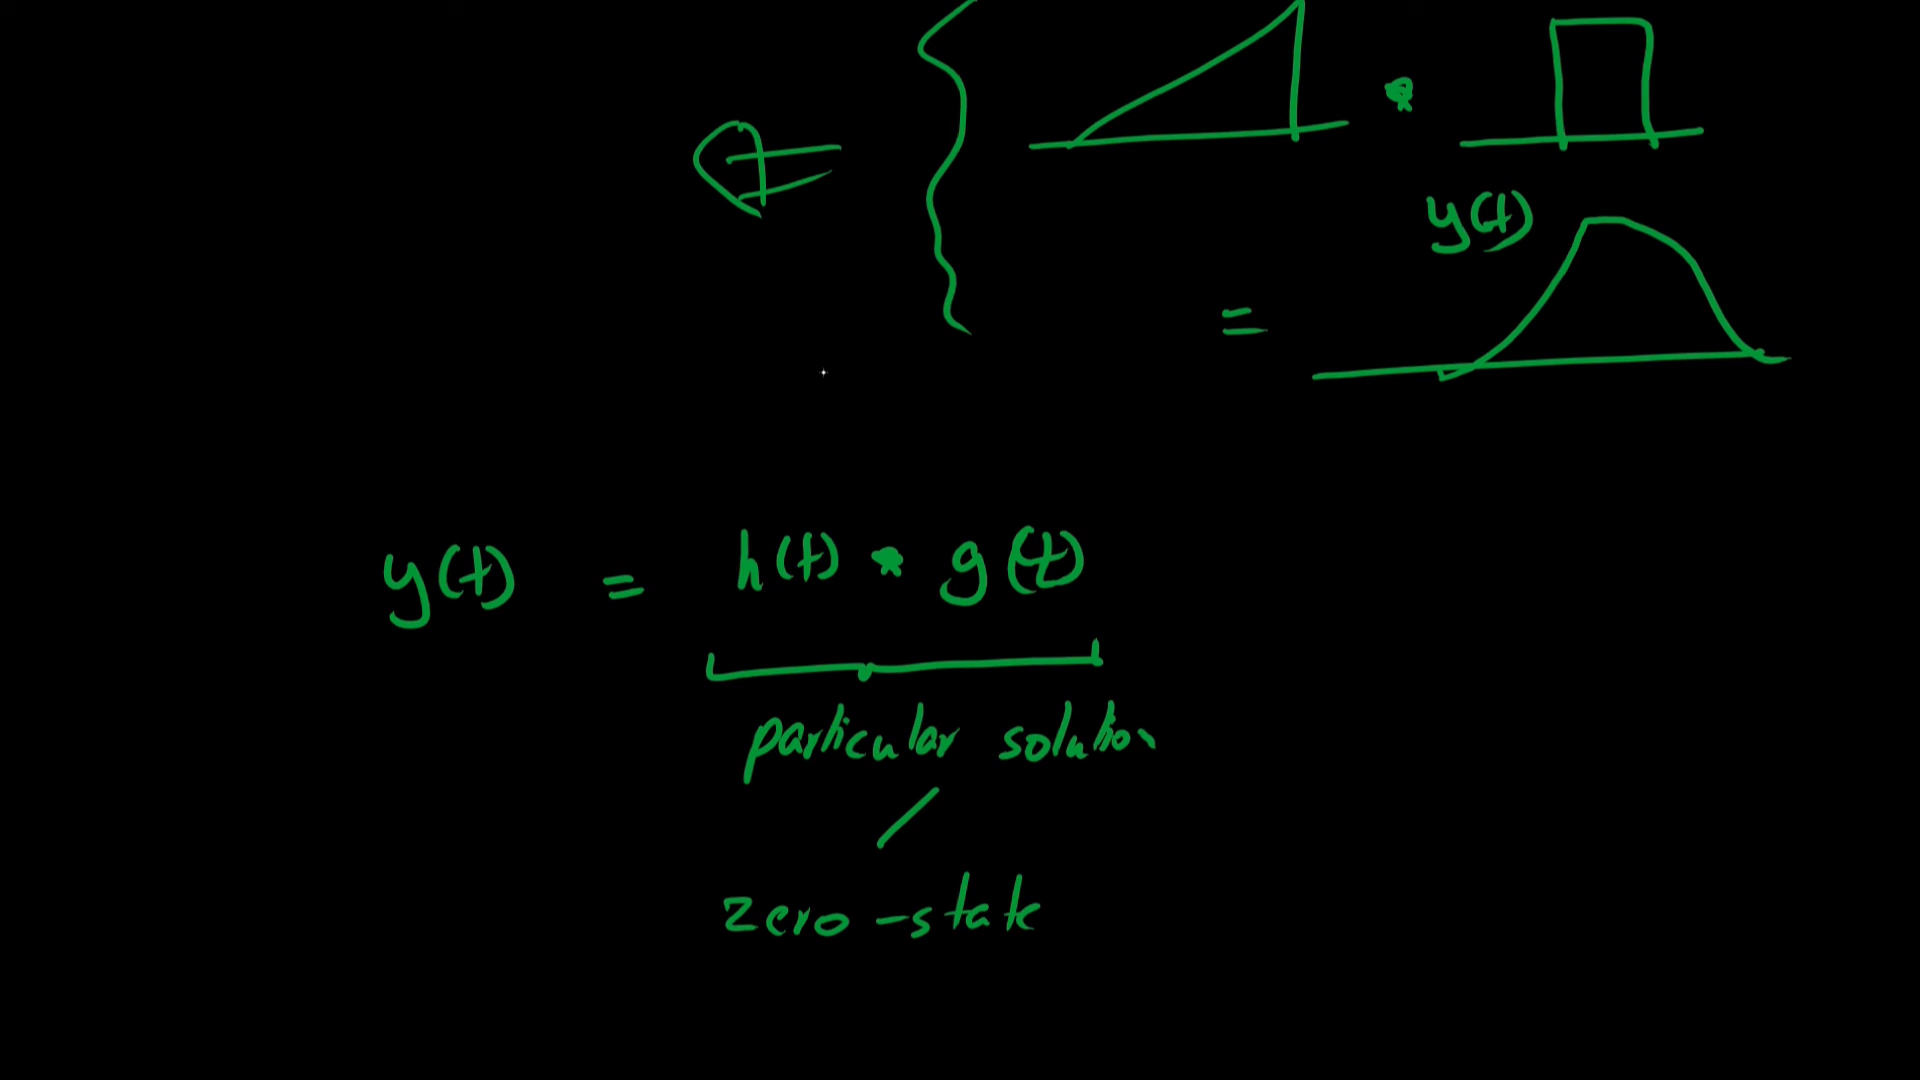 *
y(t)
=
y(t) = h(t) * g(t)
particular solution
/
zero-state